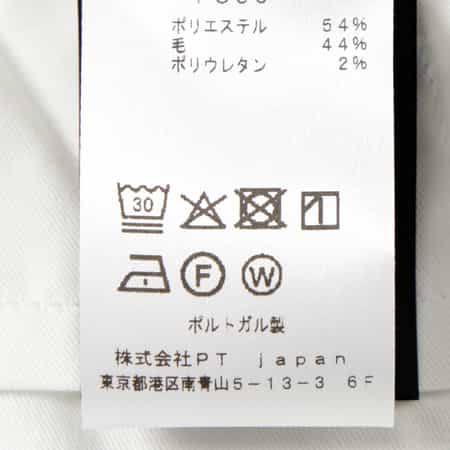 ポリエステル 54%
毛 44%
ポリウレタン 2%
30
F W
ポルトガル製
株式会社PT japan
東京都港区南青山5-13-3 6F